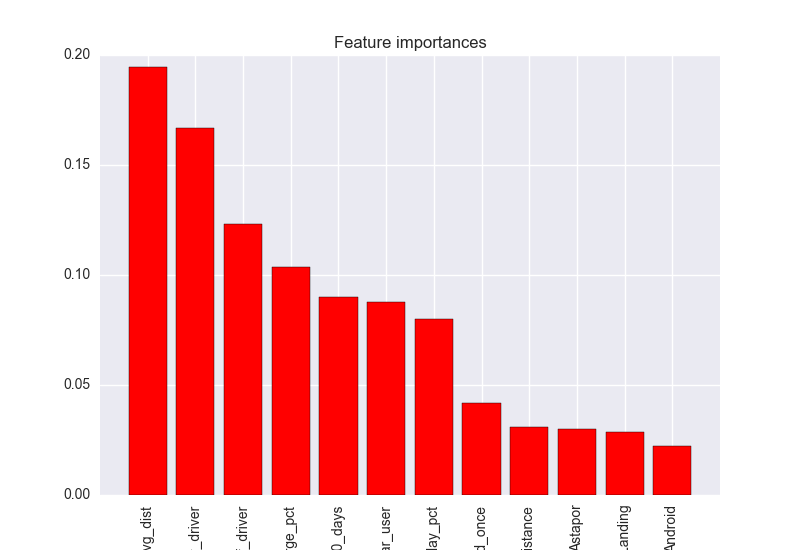 Feature importances
0.20
0.15
0.10
0.05
0.00
vg_dist
_driver
_driver
rge_pct
0_days
ar_user
lay_pct
d_once
istance
Astapor
anding
Android